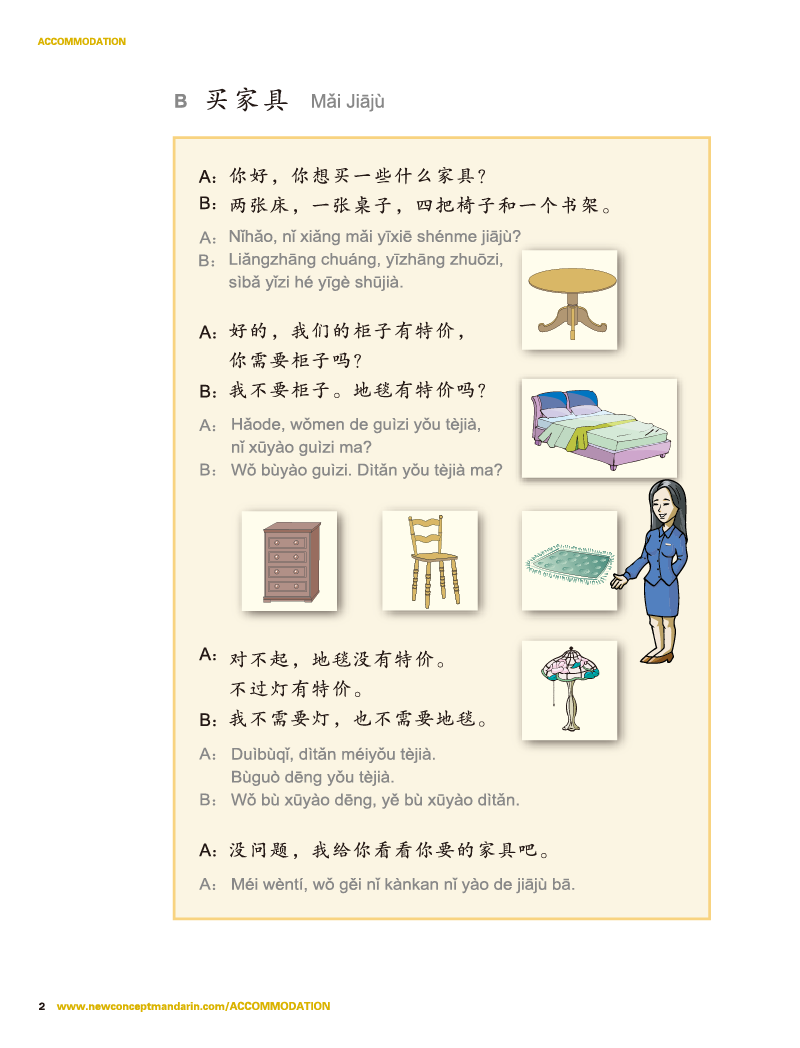 ACCOMMODATION
B 买家具 Mǎi Jiājù
A：你好，你想买一些什么家具？
B：两张床，一张桌子，四把椅子和一个书架。
A： Nǐhǎo, nǐ xiǎng mǎi yīxiē shénme jiājù?
B： Liǎngzhāng chuáng, yīzhāng zhuōzi,
sìbǎ yǐzi hé yīgè shūjià.
A：好的，我们的柜子有特价，
你需要柜子吗？
B：我不要柜子。地毯有特价吗？
A： Hǎode, wǒmen de guìzi yǒu tèjià,
nǐ xūyào guìzi ma?
B： Wǒ bùyào guìzi. Dìtǎn yǒu tèjià ma?
A：对不起，地毯没有特价。
不过灯有特价。
B：我不需要灯，也不需要地毯。
A： Duìbùqǐ, dìtǎn méiyǒu tèjià.
Bùguò dēng yǒu tèjià.
B： Wǒ bù xūyào dēng, yě bù xūyào dìtǎn.
A：没问题，我给你看看你要的家具吧。
A： Méi wèntí, wǒ gěi nǐ kànkan nǐ yào de jiājù bā.
2 www.newconceptmandarin.com/ACCOMMODATION